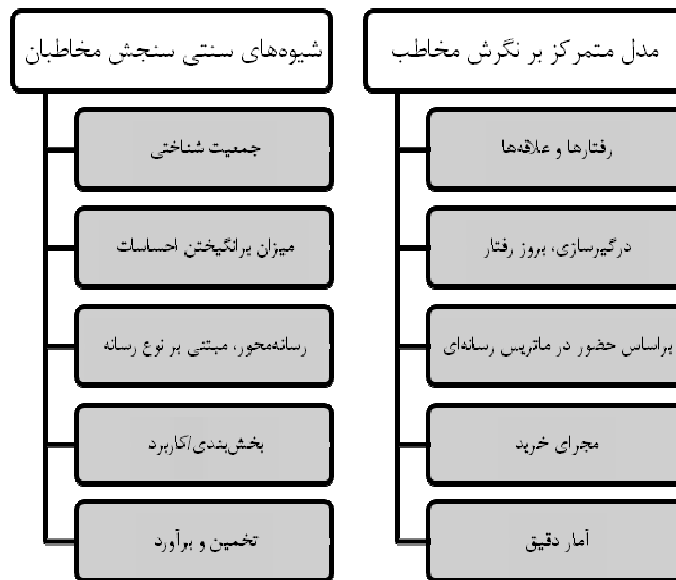 مدل متمرکز بر نگرش مخاطب
رفتارها و علاقه‌ها
درگیرسازی، بروز رفتار
براساس حضور در ماتریس رسانه‌ای
مجرای خرید
آمار دقیق
شیوه‌های سنتی سنجش مخاطبان
جمعیت شناختی
میزان برانگیختن احساسات
رسانه‌محور، مبتنی بر نوع رسانه
بخش‌بندی/کاربرد
تخمین و برآورد